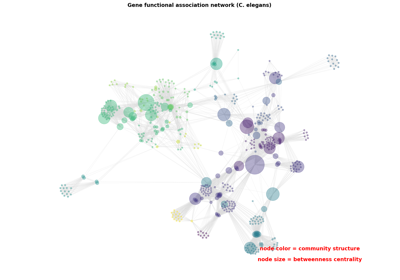 Gene functional association network (C. elegans)
node color = community structure
node size = betweenness centrality